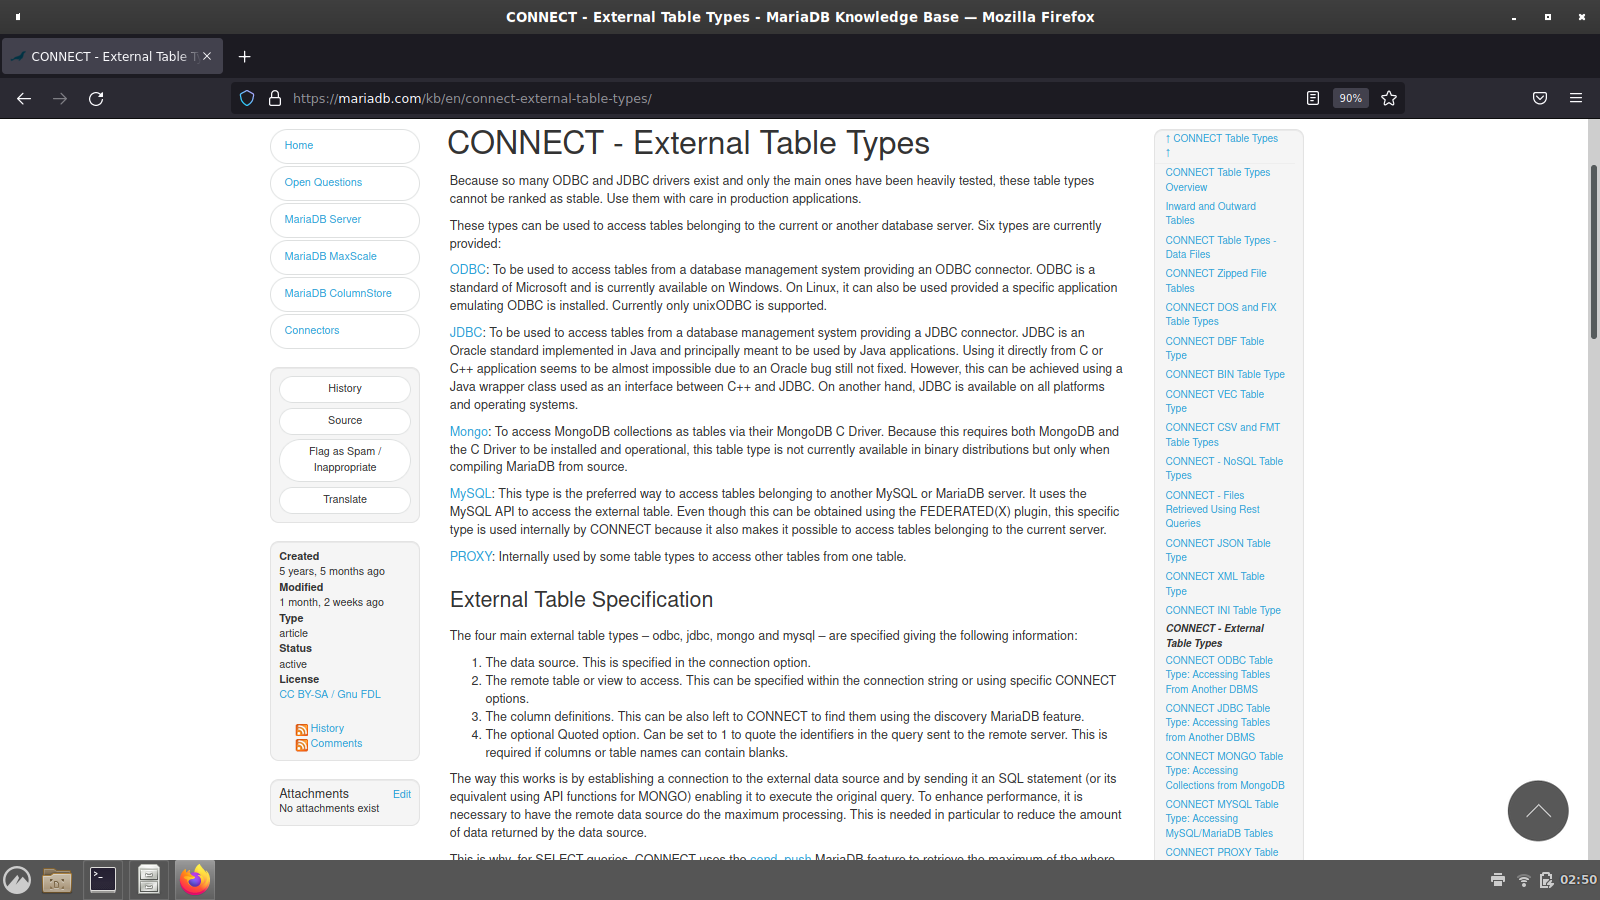 CONNECT - External Table Types - MariaDB Knowledge Base — Mozilla Firefox
CONNECT - External Table T
https://mariadb.com/kb/en/connect-external-table-types/
90%
Home
Open Questions
MariaDB Server
MariaDB MaxScale
MariaDB ColumnStore
Connectors
History
Source
Flag as Spam /
Inappropriate
Translate
Created
5 years, 5 months ago
Modified
1 month, 2 weeks ago
Type
article
Status
active
License
CC BY-SA / Gnu FDL
History
Comments
Attachments
Edit
No attachments exist
CONNECT - External Table Types
Because so many ODBC and JDBC drivers exist and only the main ones have been heavily tested, these table types
cannot be ranked as stable. Use them with care in production applications.
These types can be used to access tables belonging to the current or another database server. Six types are currently
provided:
ODBC: To be used to access tables from a database management system providing an ODBC connector. ODBC is a
standard of Microsoft and is currently available on Windows. On Linux, it can also be used provided a specific application
emulating ODBC is installed. Currently only unixODBC is supported.
JDBC: To be used to access tables from a database management system providing a JDBC connector. JDBC is an
Oracle standard implemented in Java and principally meant to be used by Java applications. Using it directly from C or
C++ application seems to be almost impossible due to an Oracle bug still not fixed. However, this can be achieved using a
Java wrapper class used as an interface between C++ and JDBC. On another hand, JDBC is available on all platforms
and operating systems.
Mongo: To access MongoDB collections as tables via their MongoDB C Driver. Because this requires both MongoDB and
the C Driver to be installed and operational, this table type is not currently available in binary distributions but only when
compiling MariaDB from source.
MySQL: This type is the preferred way to access tables belonging to another MySQL or MariaDB server. It uses the
MySQL API to access the external table. Even though this can be obtained using the FEDERATED(X) plugin, this specific
type is used internally by CONNECT because it also makes it possible to access tables belonging to the current server.
PROXY: Internally used by some table types to access other tables from one table.
External Table Specification
The four main external table types – odbc, jdbc, mongo and mysql – are specified giving the following information:
1. The data source. This is specified in the connection option.
2. The remote table or view to access. This can be specified within the connection string or using specific CONNECT
options.
3. The column definitions. This can be also left to CONNECT to find them using the discovery MariaDB feature.
4. The optional Quoted option. Can be set to 1 to quote the identifiers in the query sent to the remote server. This is
required if columns or table names can contain blanks.
The way this works is by establishing a connection to the external data source and by sending it an SQL statement (or its
equivalent using API functions for MONGO) enabling it to execute the original query. To enhance performance, it is
necessary to have the remote data source do the maximum processing. This is needed in particular to reduce the amount
of data returned by the data source.
This is why, for SELECT queries, CONNECT uses the cond_push MariaDB feature to retrieve the maximum of the where
↑ CONNECT Table Types
↑
CONNECT Table Types
Overview
Inward and Outward
Tables
CONNECT Table Types -
Data Files
CONNECT Zipped File
Tables
CONNECT DOS and FIX
Table Types
CONNECT DBF Table
Type
CONNECT BIN Table Type
CONNECT VEC Table
Type
CONNECT CSV and FMT
Table Types
CONNECT - NoSQL Table
Types
CONNECT - Files
Retrieved Using Rest
Queries
CONNECT JSON Table
Type
CONNECT XML Table
Type
CONNECT INI Table Type
CONNECT - External
Table Types
CONNECT ODBC Table
Type: Accessing Tables
From Another DBMS
CONNECT JDBC Table
Type: Accessing Tables
from Another DBMS
CONNECT MONGO Table
Type: Accessing
Collections from MongoDB
CONNECT MYSQL Table
Type: Accessing
MySQL/MariaDB Tables
CONNECT PROXY Table
02:50